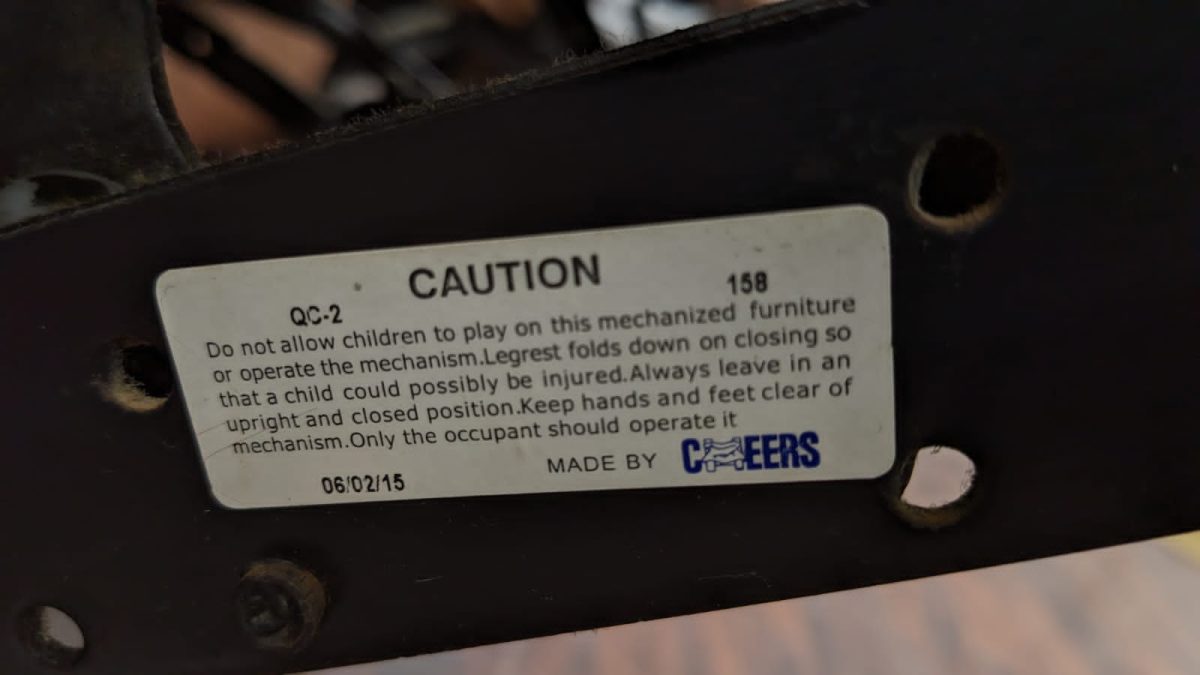 CAUTION
QC-2 158
Do not allow children to play on this mechanized furniture
or operate the mechanism.Legrest folds down on closing so
that a child could possibly be injured.Always leave in an
upright and closed position.Keep hands and feet clear of
mechanism.Only the occupant should operate it
MADE BY CHEERS
06/02/15